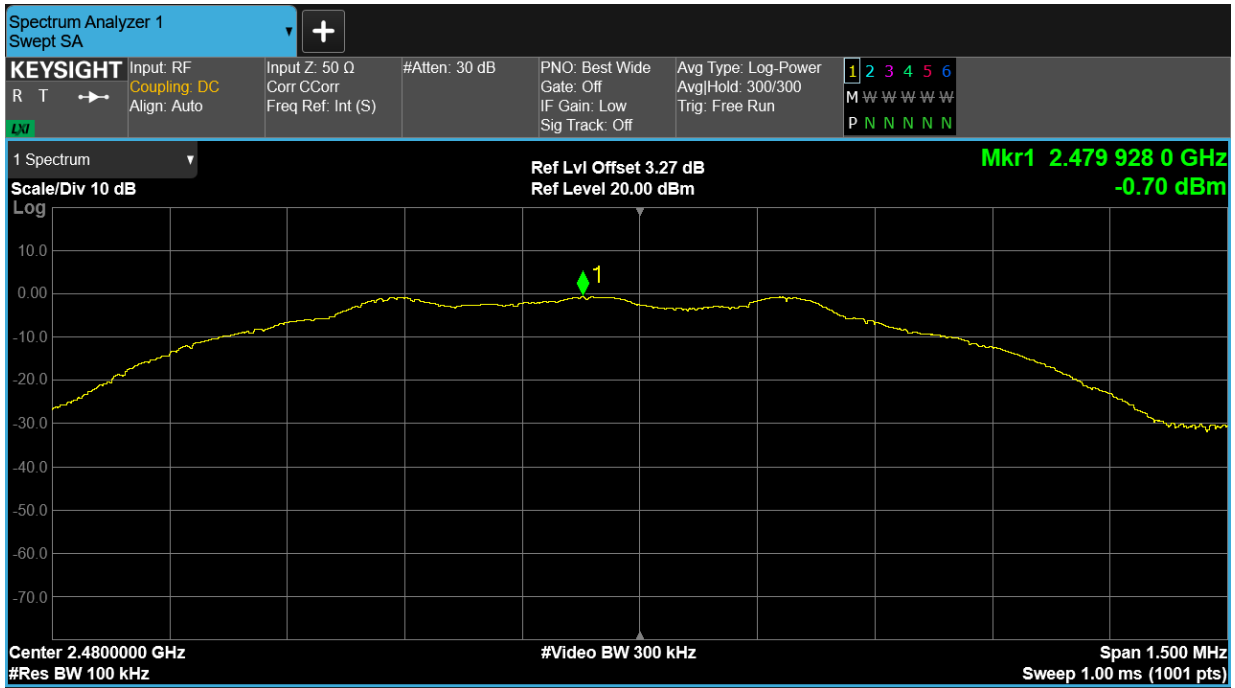 Spectrum Analyzer 1
Swept SA
+
KEYSIGHT
R T
LXI
Input: RF
Coupling: DC
Align: Auto
Input Z: 50 Ω
Corr CCorr
Freq Ref: Int (S)
#Atten: 30 dB
PNO: Best Wide
Gate: Off
IF Gain: Low
Sig Track: Off
Avg Type: Log-Power
Avg|Hold: 300/300
Trig: Free Run
1 2 3 4 5 6
M W W W W W
P N N N N N
1 Spectrum
Scale/Div 10 dB
Log
Ref Lvl Offset 3.27 dB
Ref Level 20.00 dBm
Mkr1 2.479 928 0 GHz
-0.70 dBm
1
10.0
0.00
-10.0
-20.0
-30.0
-40.0
-50.0
-60.0
-70.0
Center 2.4800000 GHz
#Res BW 100 kHz
#Video BW 300 kHz
Span 1.500 MHz
Sweep 1.00 ms (1001 pts)